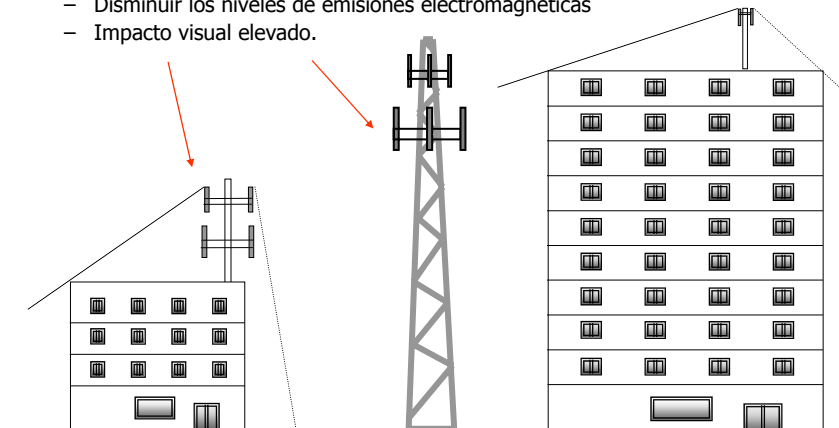 – Disminuir los niveles de emisiones electromagnéticas
– Impacto visual elevado.